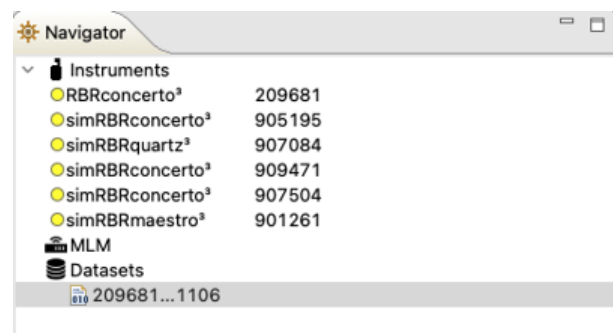 Navigator
Instruments
RBRconcerto³ 209681
simRBRconcerto³ 905195
simRBRquartz³ 907084
simRBRconcerto³ 909471
simRBRconcerto³ 907504
simRBRmaestro³ 901261
MLM
Datasets
209681...1106